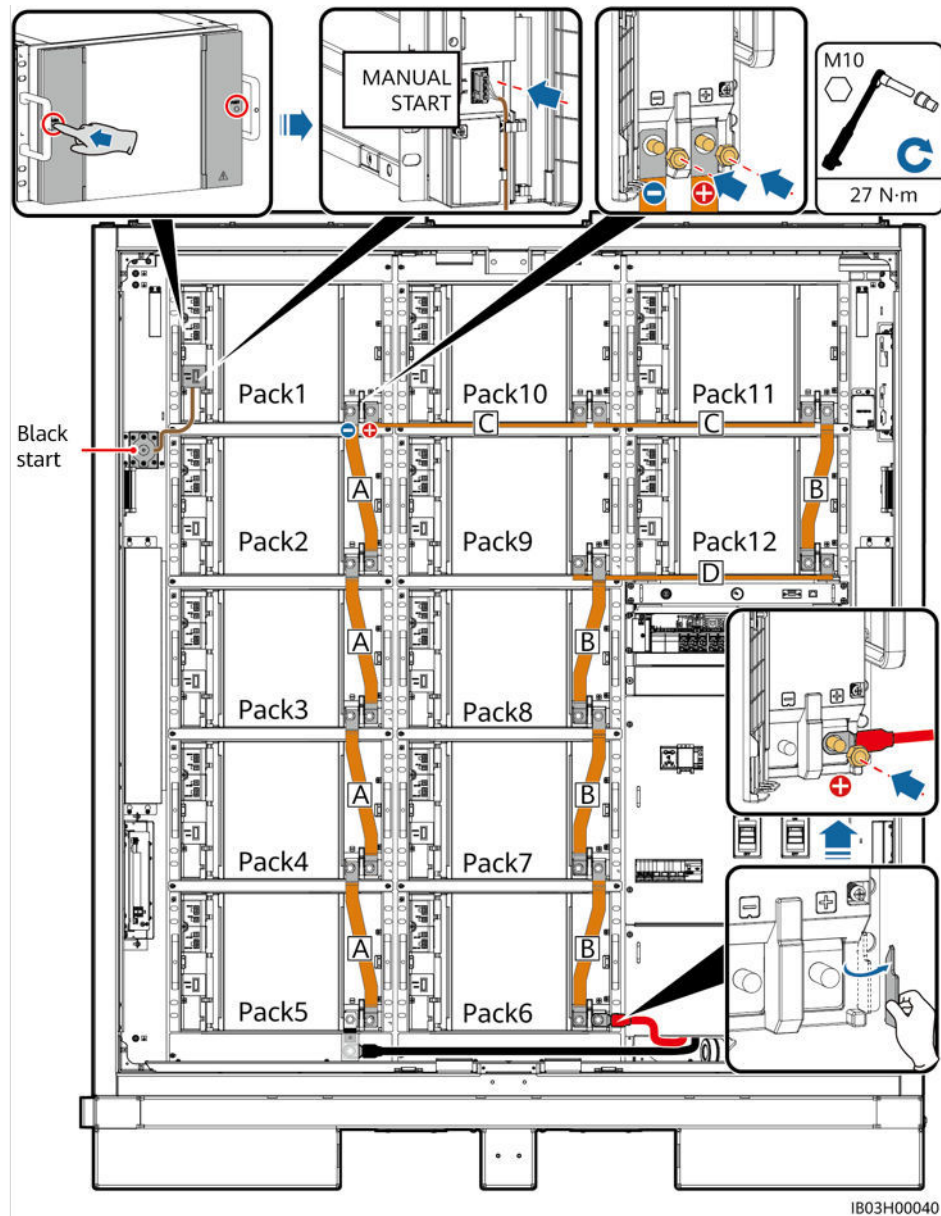 MANUAL
START
M10
27 N·m
Pack1
Pack10
Pack11
C
C
Black
start
A
B
Pack2
Pack9
Pack12
D
A
B
Pack3
Pack8
A
B
Pack4
Pack7
A
B
Pack5
Pack6
IB03H00040